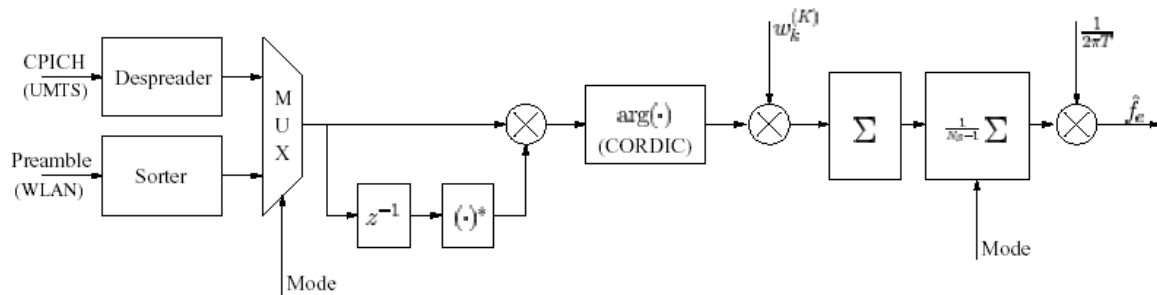 CPICH
(UMTS)
Despreader
Preamble
(WLAN)
Sorter
M
U
X
Mode
z⁻¹
(·)*
arg(·)
(CORDIC)
w_k^{(K)}
Σ
1/(N_B−1) Σ
Mode
1/(2πT)
f̂_e